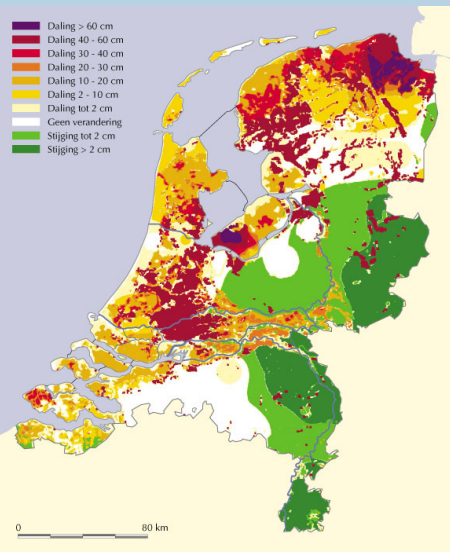 Daling > 60 cm
Daling 40 - 60 cm
Daling 30 - 40 cm
Daling 20 - 30 cm
Daling 10 - 20 cm
Daling 2 - 10 cm
Daling tot 2 cm
Geen verandering
Stijging tot 2 cm
Stijging > 2 cm
0 80 km